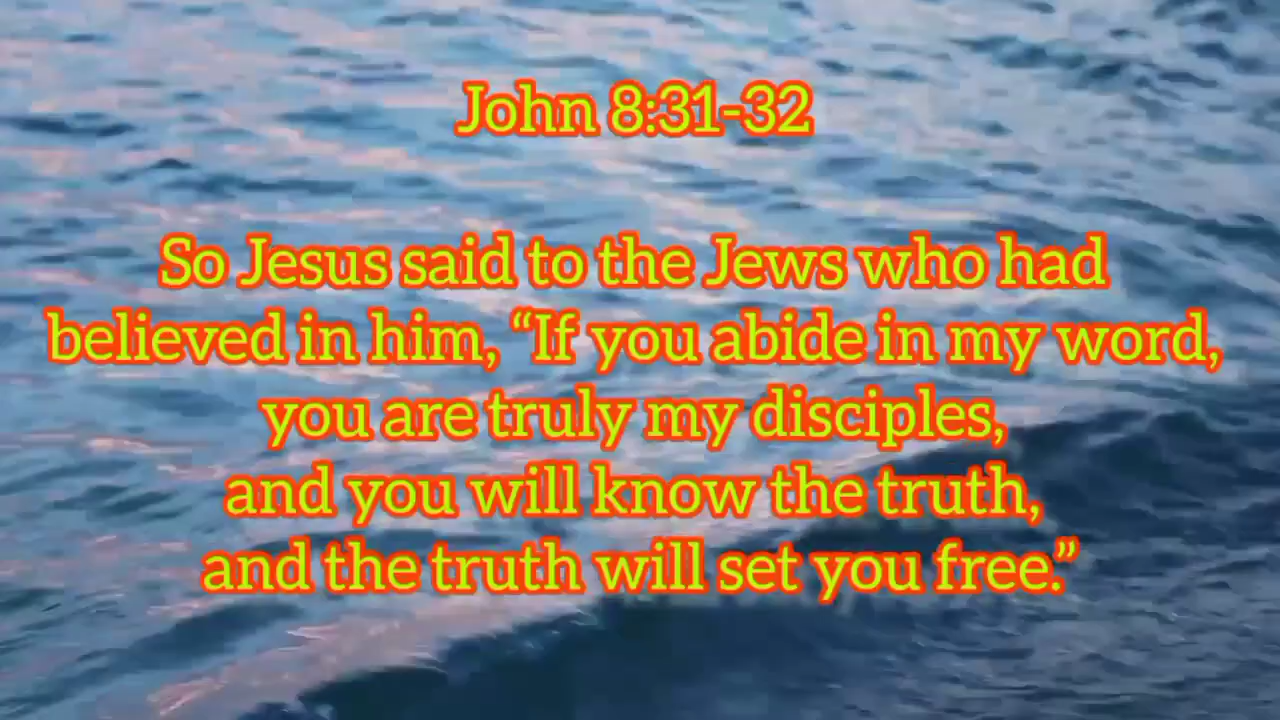 John 8:31-32
So Jesus said to the Jews who had
believed in him, “If you abide in my word,
you are truly my disciples,
and you will know the truth,
and the truth will set you free.”